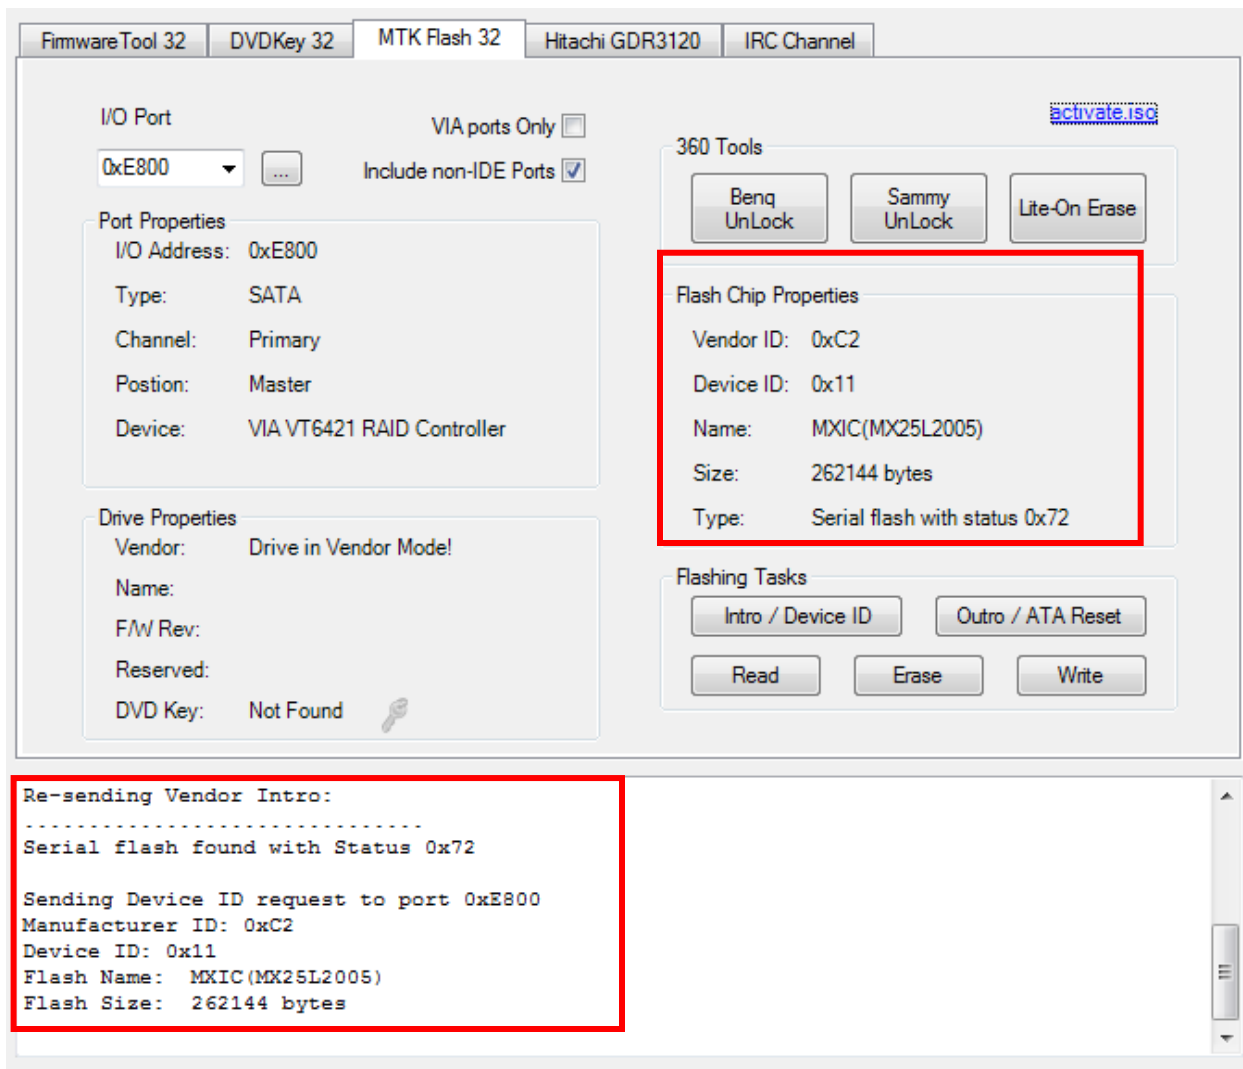 FirmwareTool 32
DVDKey 32
MTK Flash 32
Hitachi GDR3120
IRC Channel
I/O Port
VIA ports Only
activate.iso
0xE800
...
Include non-IDE Ports
360 Tools
Benq
UnLock
Sammy
UnLock
Lite-On Erase
Port Properties
I/O Address: 0xE800
Type: SATA
Channel: Primary
Postion: Master
Device: VIA VT6421 RAID Controller
Flash Chip Properties
Vendor ID: 0xC2
Device ID: 0x11
Name: MXIC(MX25L2005)
Size: 262144 bytes
Type: Serial flash with status 0x72
Drive Properties
Vendor: Drive in Vendor Mode!
Name:
F/W Rev:
Reserved:
DVD Key: Not Found
Flashing Tasks
Intro / Device ID
Outro / ATA Reset
Read
Erase
Write
Re-sending Vendor Intro:
...............................
Serial flash found with Status 0x72
Sending Device ID request to port 0xE800
Manufacturer ID: 0xC2
Device ID: 0x11
Flash Name: MXIC(MX25L2005)
Flash Size: 262144 bytes